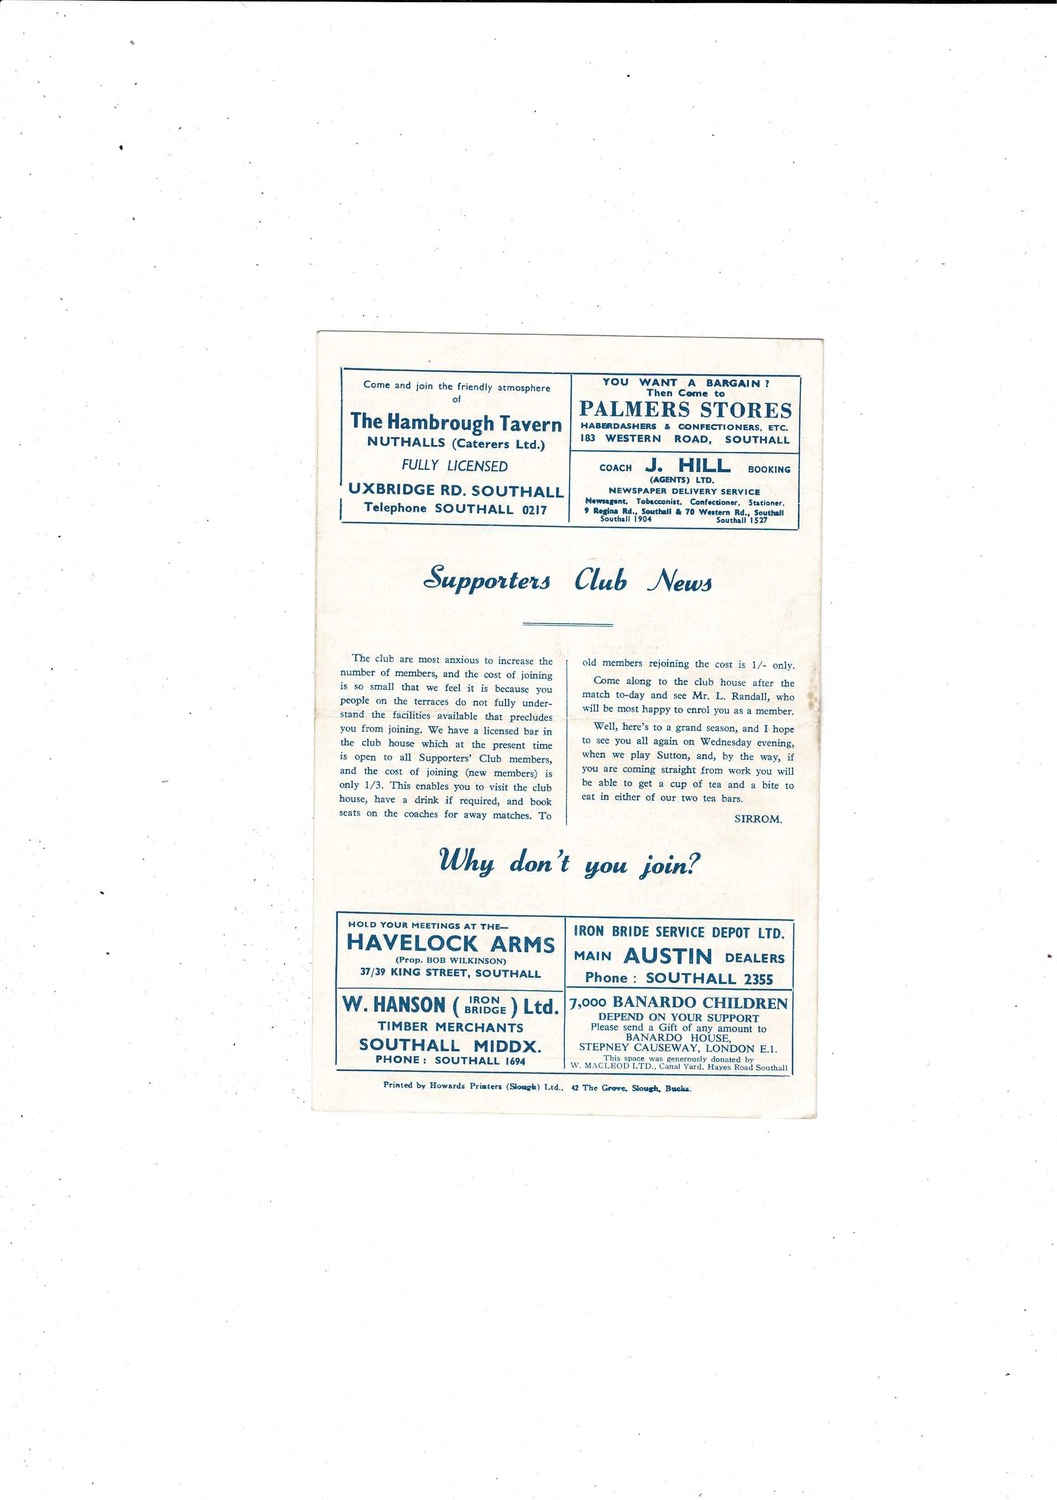 Come and join the friendly atmosphere
of
The Hambrough Tavern
NUTHALLS (Caterers Ltd.)
FULLY LICENSED
UXBRIDGE RD. SOUTHALL
Telephone SOUTHALL 0217
YOU WANT A BARGAIN?
Then Come to
PALMERS STORES
HABERDASHERS & CONFECTIONERS, ETC.
183 WESTERN ROAD, SOUTHALL
COACH J. HILL BOOKING
(AGENTS) LTD.
NEWSPAPER DELIVERY SERVICE
Newsagent, Tobacconist, Confectioner, Stationer,
9 Regina Rd., Southall & 70 Western Rd., Southall
Southall 1904 Southall 1527
Supporters Club News
The club are most anxious to increase the
number of members, and the cost of joining
is so small that we feel it is because you
people on the terraces do not fully under-
stand the facilities available that precludes
you from joining. We have a licensed bar in
the club house which at the present time
is open to all Supporters' Club members,
and the cost of joining (new members) is
only 1/3. This enables you to visit the club
house, have a drink if required, and book
seats on the coaches for away matches. To
old members rejoining the cost is 1/- only.
Come along to the club house after the
match to-day and see Mr. L. Randall, who
will be most happy to enrol you as a member.
Well, here's to a grand season, and I hope
to see you all again on Wednesday evening,
when we play Sutton, and, by the way, if
you are coming straight from work you will
be able to get a cup of tea and a bite to
eat in either of our two tea bars.
SIRROM.
Why don't you join?
HOLD YOUR MEETINGS AT THE—
HAVELOCK ARMS
(Prop. BOB WILKINSON)
37/39 KING STREET, SOUTHALL
W. HANSON (IRON BRIDGE) Ltd.
TIMBER MERCHANTS
SOUTHALL MIDDX.
PHONE: SOUTHALL 1694
IRON BRIDE SERVICE DEPOT LTD.
MAIN AUSTIN DEALERS
Phone: SOUTHALL 2355
7,000 BANARDO CHILDREN
DEPEND ON YOUR SUPPORT
Please send a Gift of any amount to
BANARDO HOUSE,
STEPNEY CAUSEWAY, LONDON E.1.
This space was generously donated by
W. MACLEOD LTD., Canal Yard, Hayes Road Southall
Printed by Howards Printers (Slough) Ltd., 42 The Grove, Slough, Bucks.